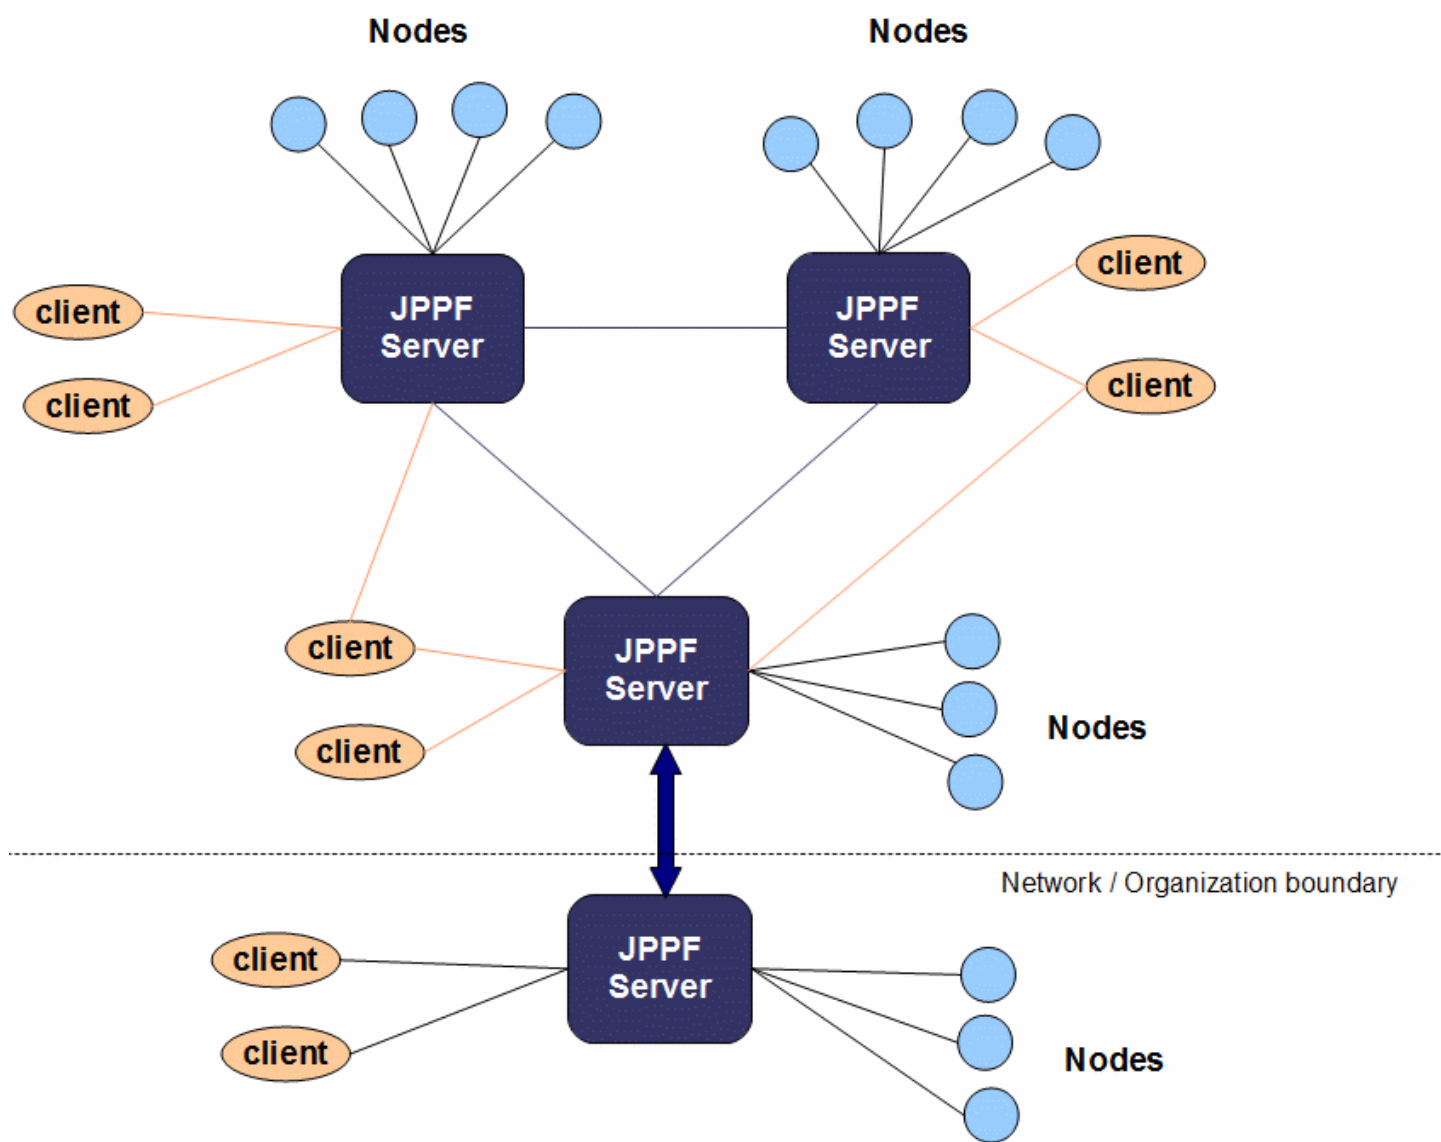 Nodes
Nodes
client
JPPF
Server
JPPF
Server
client
client
client
client
JPPF
Server
client
Nodes
Network / Organization boundary
client
JPPF
Server
client
Nodes